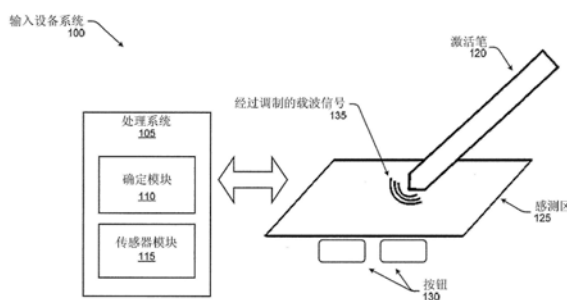 输入设备系统
100
激活笔
120
经过调制的载波信号
135
处理系统
105
确定模块
110
传感器模块
115
感测区
125
按钮
130